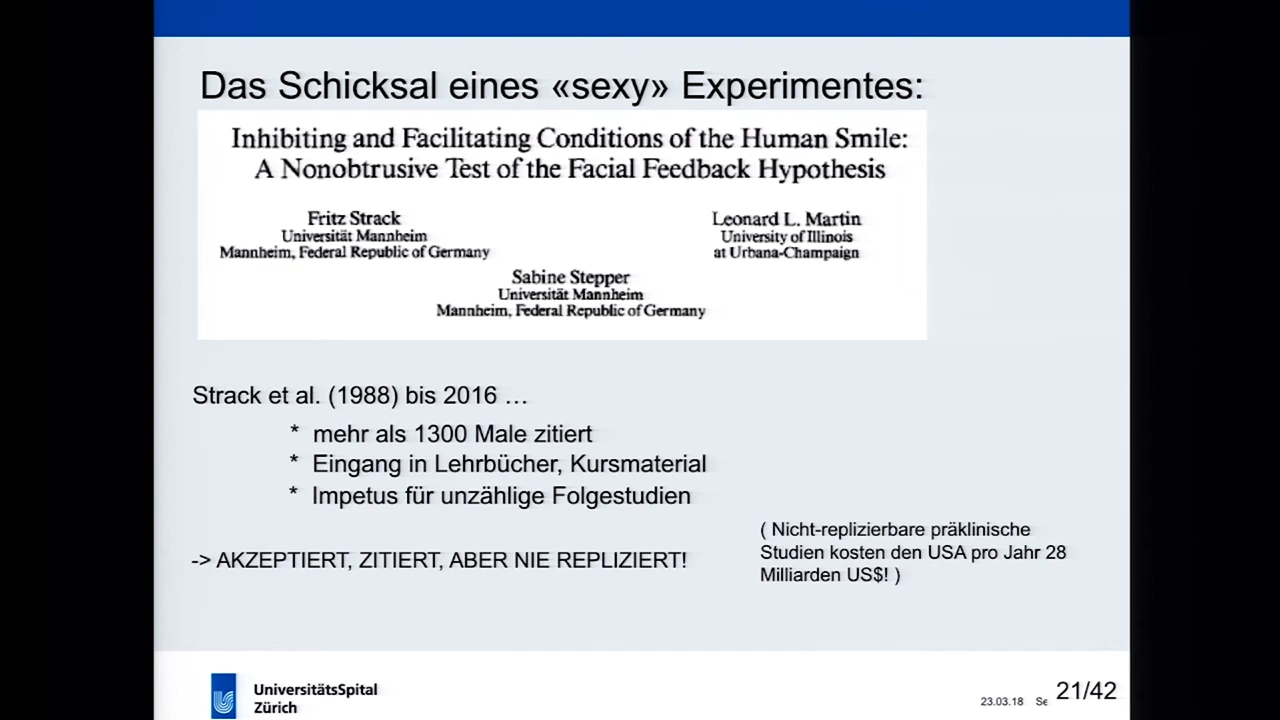 Das Schicksal eines «sexy» Experimentes:
Inhibiting and Facilitating Conditions of the Human Smile:
A Nonobtrusive Test of the Facial Feedback Hypothesis
Fritz Strack
Universität Mannheim
Mannheim, Federal Republic of Germany
Leonard L. Martin
University of Illinois
at Urbana-Champaign
Sabine Stepper
Universität Mannheim
Mannheim, Federal Republic of Germany
Strack et al. (1988) bis 2016 …
* mehr als 1300 Male zitiert
* Eingang in Lehrbücher, Kursmaterial
* Impetus für unzählige Folgestudien
-> AKZEPTIERT, ZITIERT, ABER NIE REPLIZIERT!
( Nicht-replizierbare präklinische
Studien kosten den USA pro Jahr 28
Milliarden US$! )
UniversitätsSpital
Zürich
23.03.18 Se 21/42